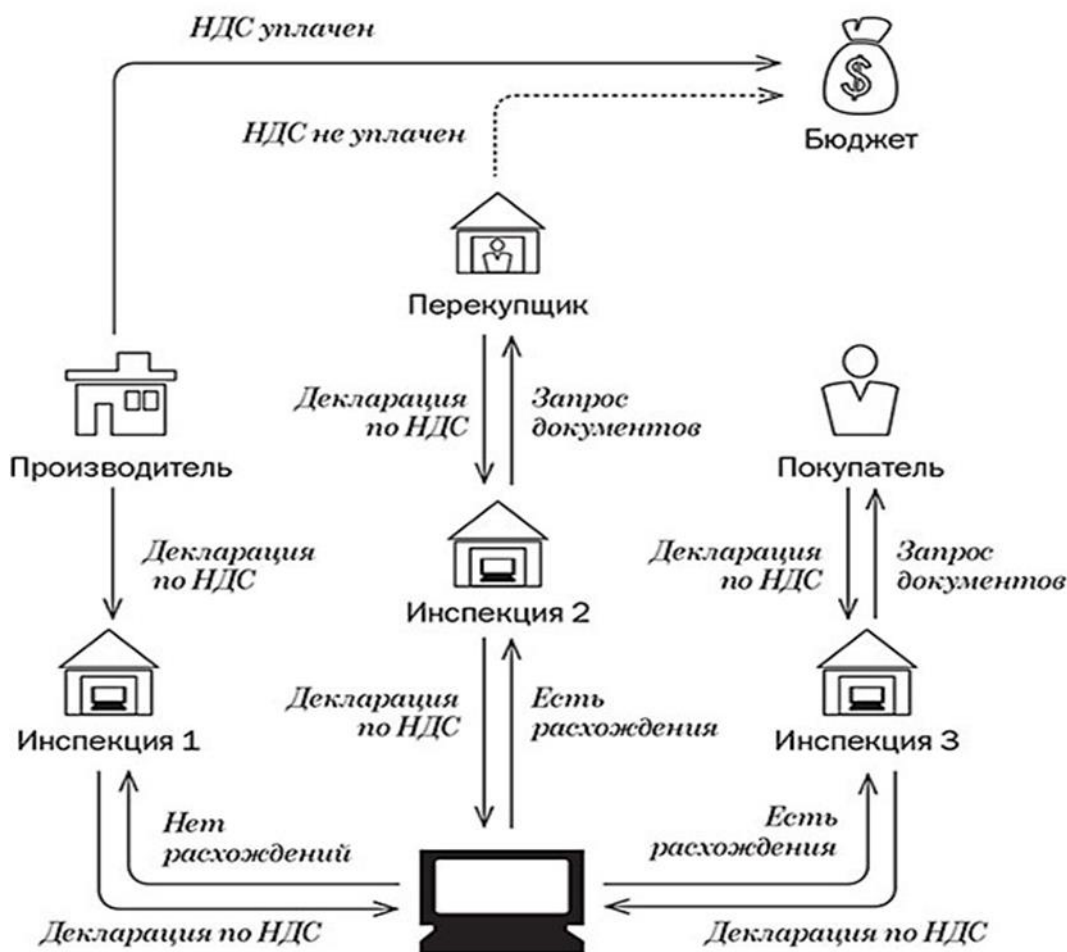 НДС уплачен
НДС не уплачен
Бюджет
Перекупщик
Декларация
по НДС
Запрос
документов
Производитель
Покупатель
Декларация
по НДС
Инспекция 2
Декларация
по НДС
Запрос
документов
Инспекция 1
Декларация
по НДС
Есть
расхождения
Инспекция 3
Нет
расхождений
Есть
расхождения
Декларация по НДС
Декларация по НДС